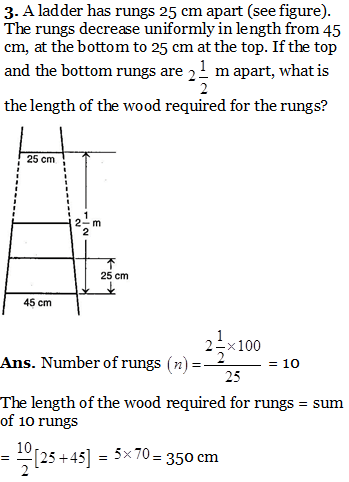 3. A ladder has rungs 25 cm apart (see figure).
The rungs decrease uniformly in length from 45
cm, at the bottom to 25 cm at the top. If the top
and the bottom rungs are 2 1/2 m apart, what is
the length of the wood required for the rungs?
25 cm
2 1/2 m
25 cm
45 cm
Ans. Number of rungs (n) = (2 1/2 × 100)/25 = 10
The length of the wood required for rungs = sum
of 10 rungs
= 10/2 [25 + 45] = 5 × 70 = 350 cm